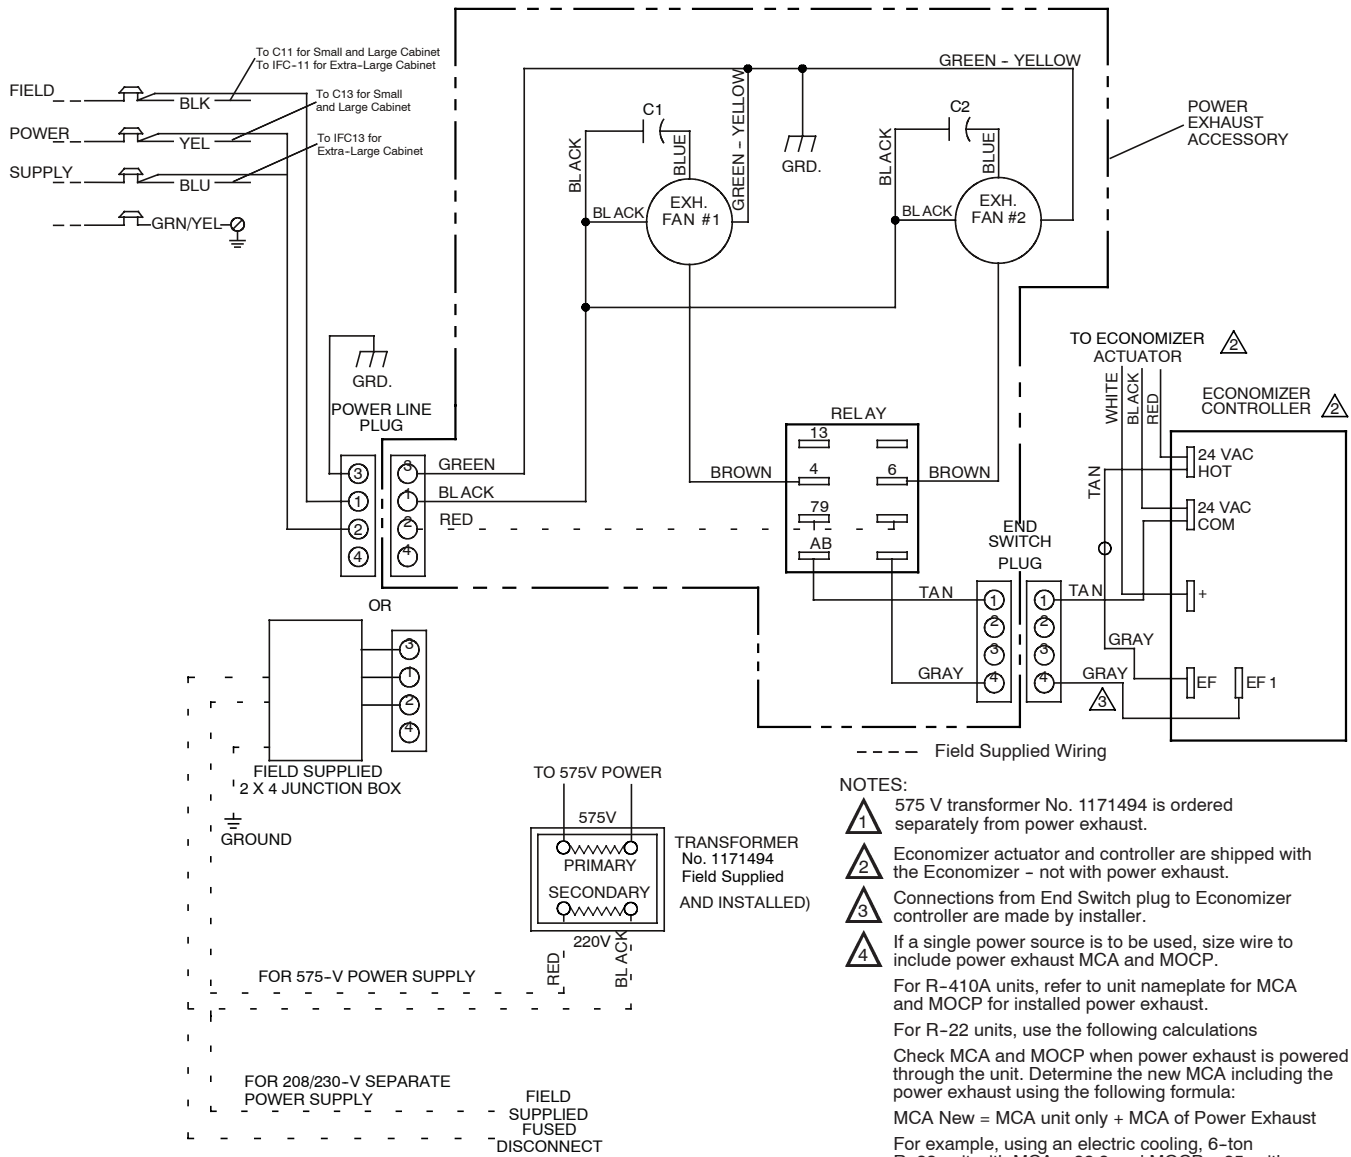 To C11 for Small and Large Cabinet
To IFC-11 for Extra-Large Cabinet
FIELD
BLK
To C13 for Small
and Large Cabinet
POWER
YEL
To IFC13 for
Extra-Large Cabinet
SUPPLY
BLU
GRN/YEL
GREEN - YELLOW
C1
C2
BLACK
BLUE
GREEN - YELLOW
GRD.
BLACK
BLUE
POWER
EXHAUST
ACCESSORY
BLACK
EXH.
FAN #1
BLACK
EXH.
FAN #2
GRD.
POWER LINE
PLUG
3
1
2
4
3
1
2
4
GREEN
BLACK
RED
BROWN
RELAY
13
4
6
79
AB
BROWN
TO ECONOMIZER
ACTUATOR
2
WHITE
BLACK
RED
TAN
ECONOMIZER
CONTROLLER
2
24 VAC
HOT
24 VAC
COM
+
EF
EF 1
END
SWITCH
PLUG
TAN
1
2
3
4
1
2
3
4
TAN
GRAY
GRAY
GRAY
3
OR
3
1
2
4
FIELD SUPPLIED
2 X 4 JUNCTION BOX
GROUND
TO 575V POWER
575V
PRIMARY
SECONDARY
220V
RED
BLACK
TRANSFORMER
No. 1171494
Field Supplied
AND INSTALLED)
FOR 575-V POWER SUPPLY
FOR 208/230-V SEPARATE
POWER SUPPLY
FIELD
SUPPLIED
FUSED
DISCONNECT
Field Supplied Wiring
NOTES:
1 575 V transformer No. 1171494 is ordered
separately from power exhaust.
2 Economizer actuator and controller are shipped with
the Economizer - not with power exhaust.
3 Connections from End Switch plug to Economizer
controller are made by installer.
4 If a single power source is to be used, size wire to
include power exhaust MCA and MOCP.
For R-410A units, refer to unit nameplate for MCA
and MOCP for installed power exhaust.
For R-22 units, use the following calculations
Check MCA and MOCP when power exhaust is powered
through the unit. Determine the new MCA including the
power exhaust using the following formula:
MCA New = MCA unit only + MCA of Power Exhaust
For example, using an electric cooling, 6-ton